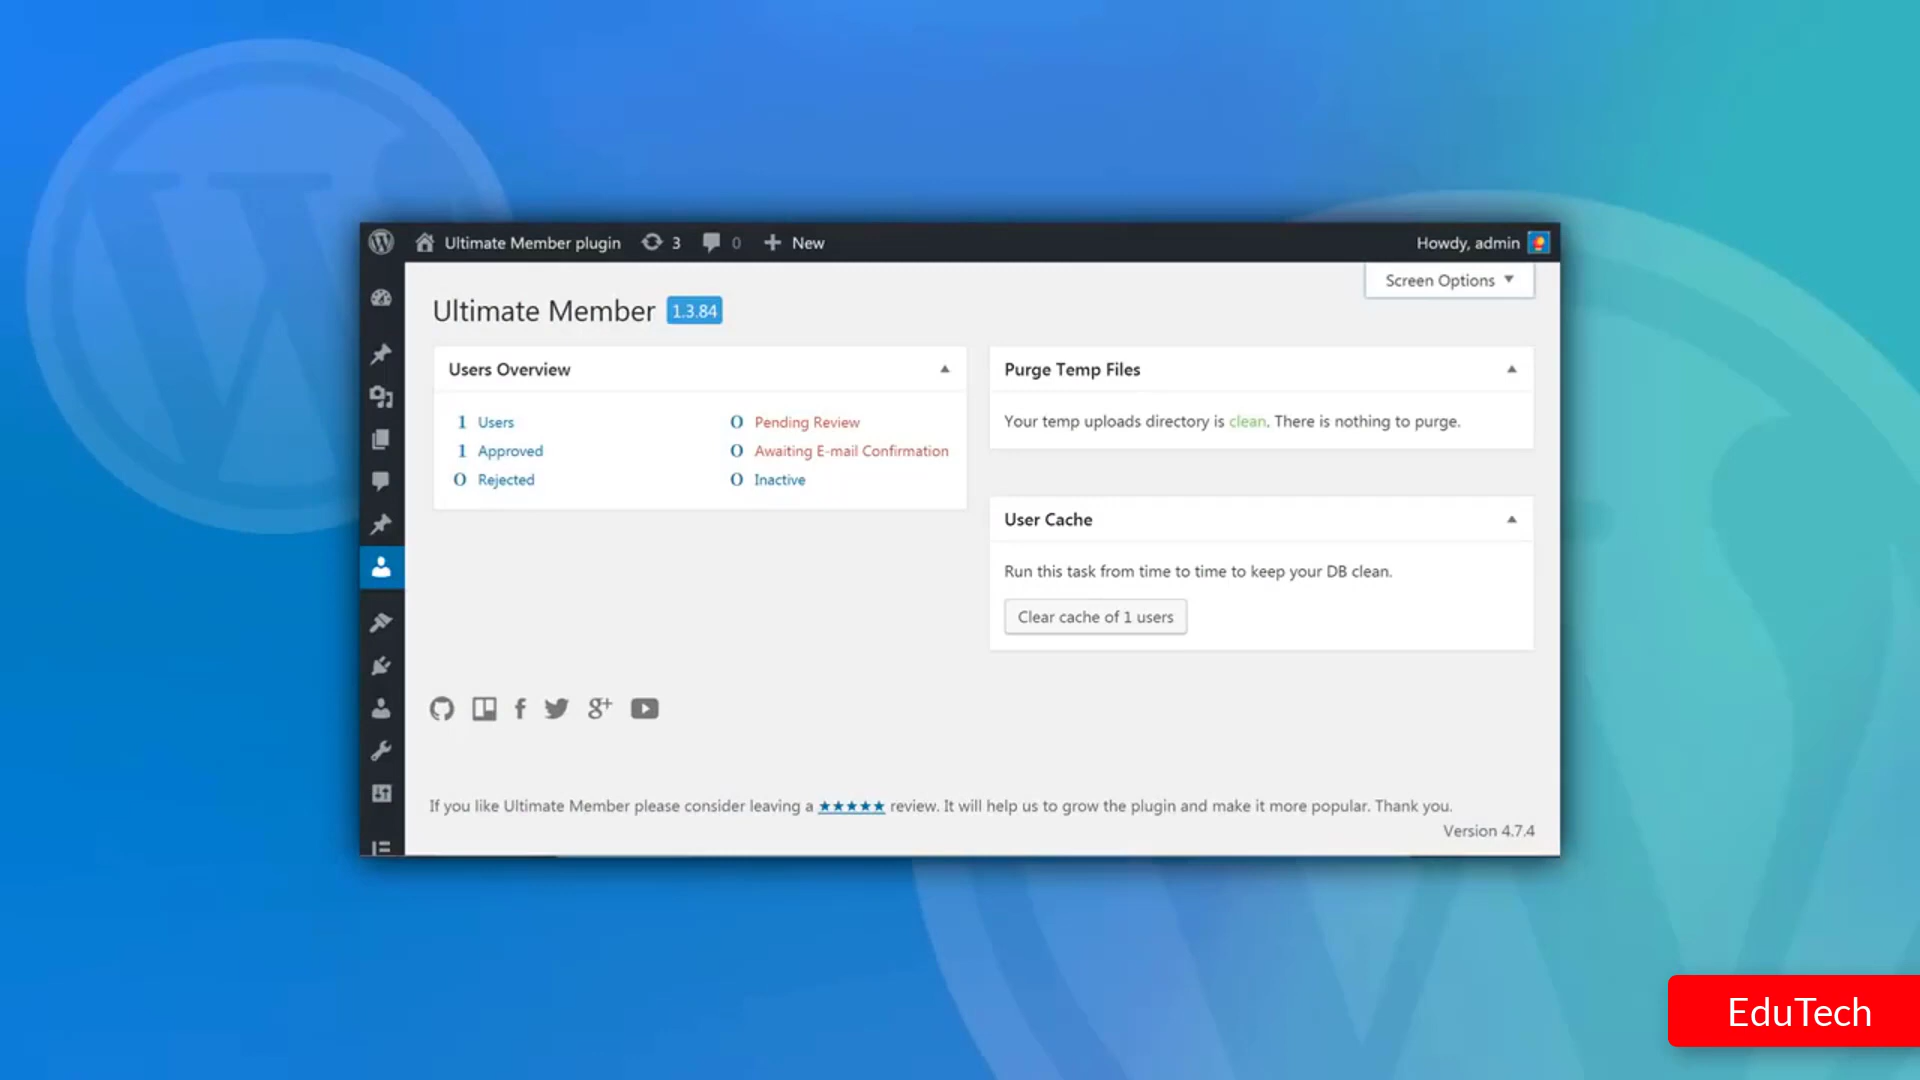 Ultimate Member plugin 3 0 New Howdy, admin
Screen Options
Ultimate Member 1.3.84
Users Overview
1 Users
1 Approved
0 Rejected
0 Pending Review
0 Awaiting E-mail Confirmation
0 Inactive
Purge Temp Files
Your temp uploads directory is clean. There is nothing to purge.
User Cache
Run this task from time to time to keep your DB clean.
Clear cache of 1 users
If you like Ultimate Member please consider leaving a ★★★★★ review. It will help us to grow the plugin and make it more popular. Thank you.
Version 4.7.4
EduTech